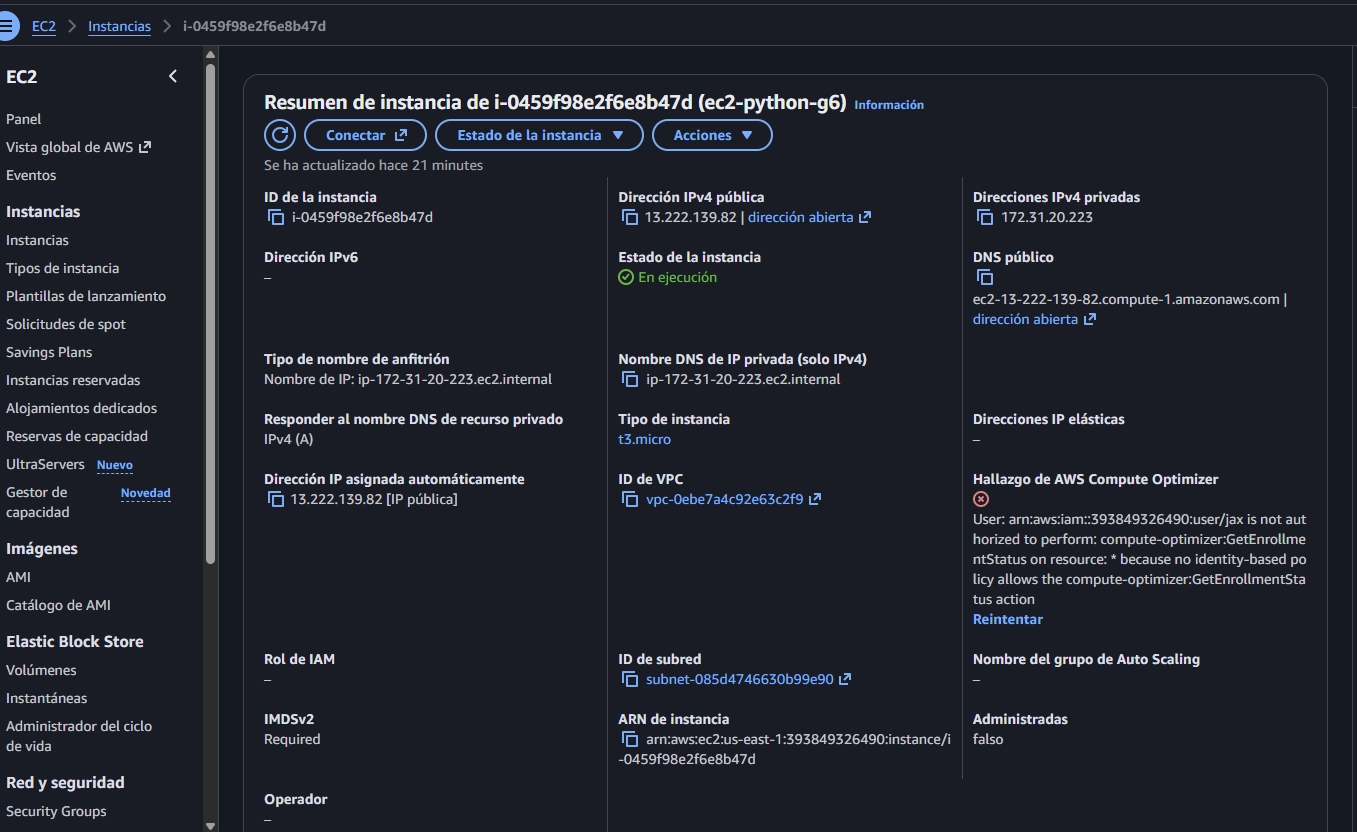 EC2 > Instancias > i-0459f98e2f6e8b47d
EC2
Panel
Vista global de AWS
Eventos
Instancias
Instancias
Tipos de instancia
Plantillas de lanzamiento
Solicitudes de spot
Savings Plans
Instancias reservadas
Alojamientos dedicados
Reservas de capacidad
UltraServers Nuevo
Gestor de Novedad
capacidad
Imágenes
AMI
Catálogo de AMI
Elastic Block Store
Volúmenes
Instantáneas
Administrador del ciclo
de vida
Red y seguridad
Security Groups
Resumen de instancia de i-0459f98e2f6e8b47d (ec2-python-g6) Información
Conectar Estado de la instancia Acciones
Se ha actualizado hace 21 minutes
ID de la instancia
i-0459f98e2f6e8b47d
Dirección IPv4 pública
13.222.139.82 | dirección abierta
Direcciones IPv4 privadas
172.31.20.223
Dirección IPv6
–
Estado de la instancia
En ejecución
DNS público
ec2-13-222-139-82.compute-1.amazonaws.com |
dirección abierta
Tipo de nombre de anfitrión
Nombre de IP: ip-172-31-20-223.ec2.internal
Nombre DNS de IP privada (solo IPv4)
ip-172-31-20-223.ec2.internal
Responder al nombre DNS de recurso privado
IPv4 (A)
Tipo de instancia
t3.micro
Direcciones IP elásticas
–
Dirección IP asignada automáticamente
13.222.139.82 [IP pública]
ID de VPC
vpc-0ebe7a4c92e63c2f9
Hallazgo de AWS Compute Optimizer
User: arn:aws:iam::393849326490:user/jax is not aut
horized to perform: compute-optimizer:GetEnrollme
ntStatus on resource: * because no identity-based po
licy allows the compute-optimizer:GetEnrollmentSta
tus action
Reintentar
Rol de IAM
–
ID de subred
subnet-085d4746630b99e90
Nombre del grupo de Auto Scaling
–
IMDSv2
Required
ARN de instancia
arn:aws:ec2:us-east-1:393849326490:instance/i
-0459f98e2f6e8b47d
Administradas
falso
Operador
–